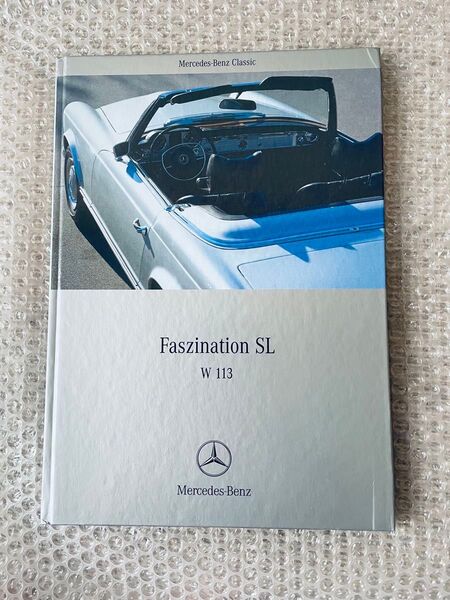 Mercedes-Benz Classic
Faszination SL
W 113
Mercedes-Benz